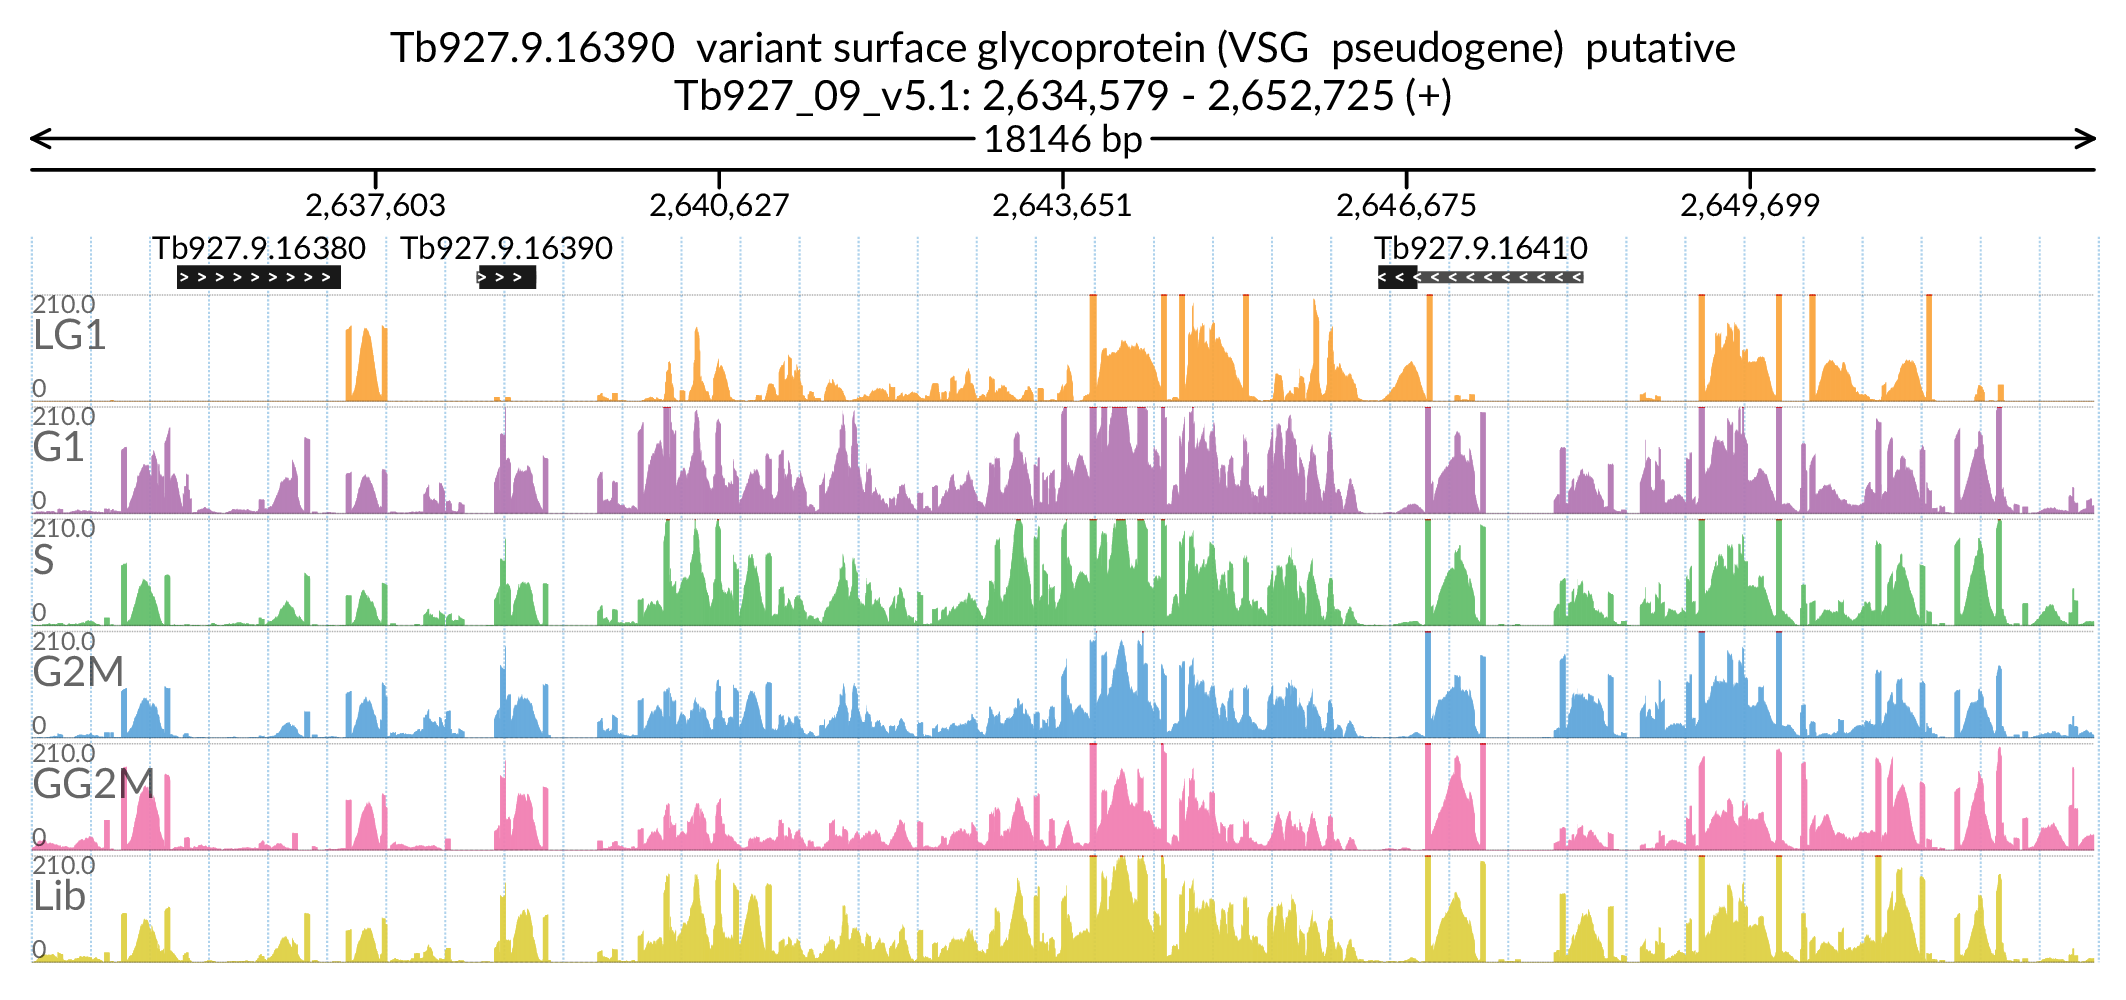 Tb927.9.16390 variant surface glycoprotein (VSG pseudogene) putative
Tb927_09_v5.1: 2,634,579 - 2,652,725 (+)
18146 bp
2,637,603 2,640,627 2,643,651 2,646,675 2,649,699
Tb927.9.16380 Tb927.9.16390 Tb927.9.16410
210.0
LG1
0
210.0
G1
0
210.0
S
0
210.0
G2M
0
210.0
GG2M
0
210.0
Lib
0